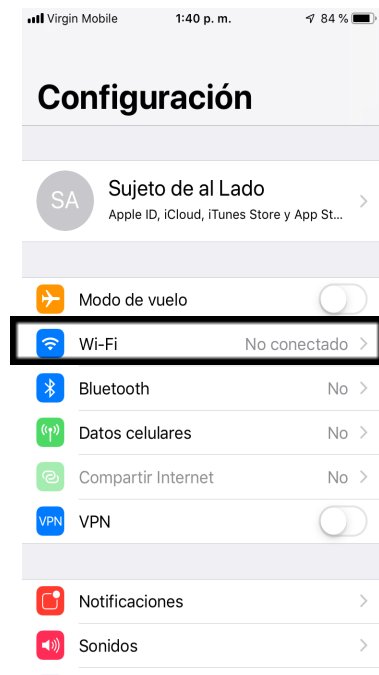 Virgin Mobile 1:40 p. m. 84 %
Configuración
SA
Sujeto de al Lado
Apple ID, iCloud, iTunes Store y App St...
Modo de vuelo
Wi-Fi No conectado
Bluetooth No
Datos celulares No
Compartir Internet No
VPN VPN
Notificaciones
Sonidos